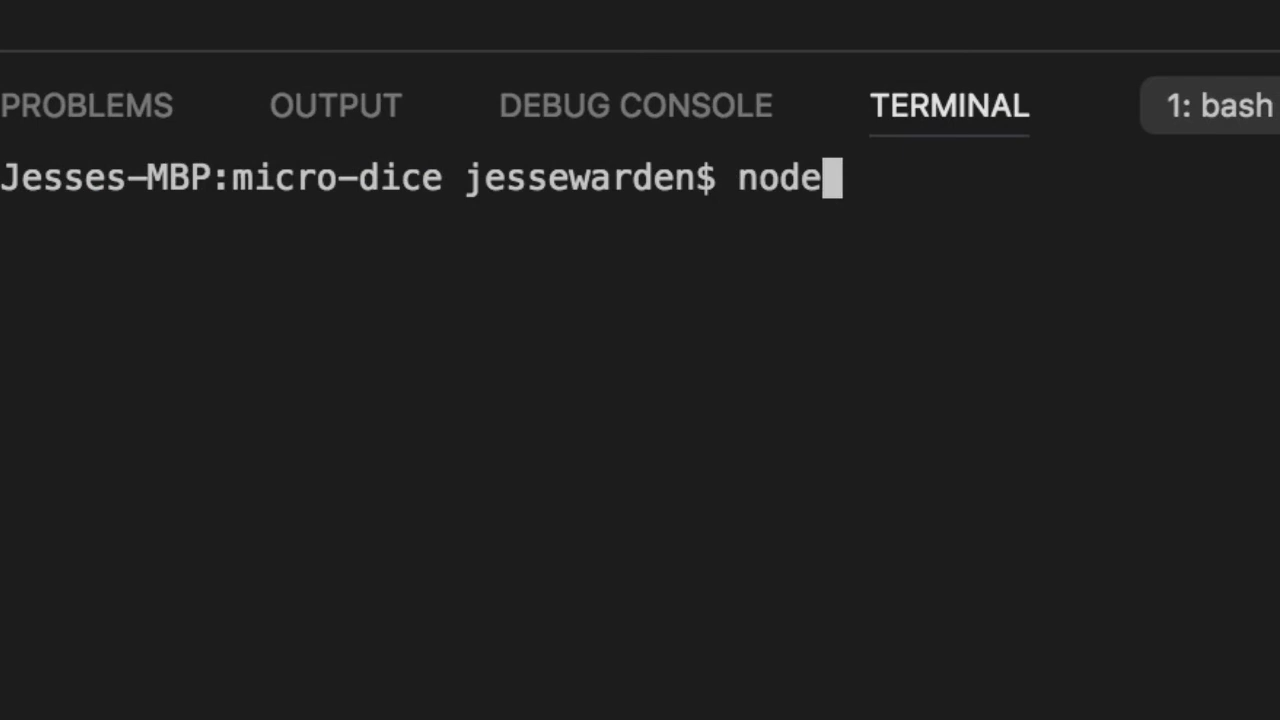 PROBLEMS OUTPUT DEBUG CONSOLE TERMINAL 1: bash
Jesses-MBP:micro-dice jessewarden$ node